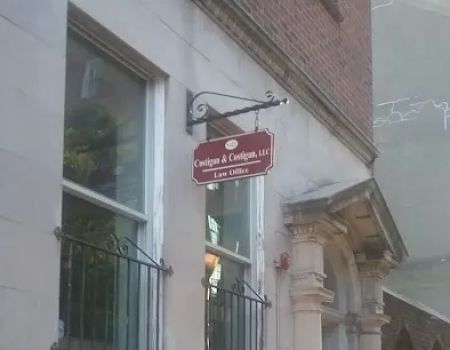 Costigan & Costigan, LLC
Law Office